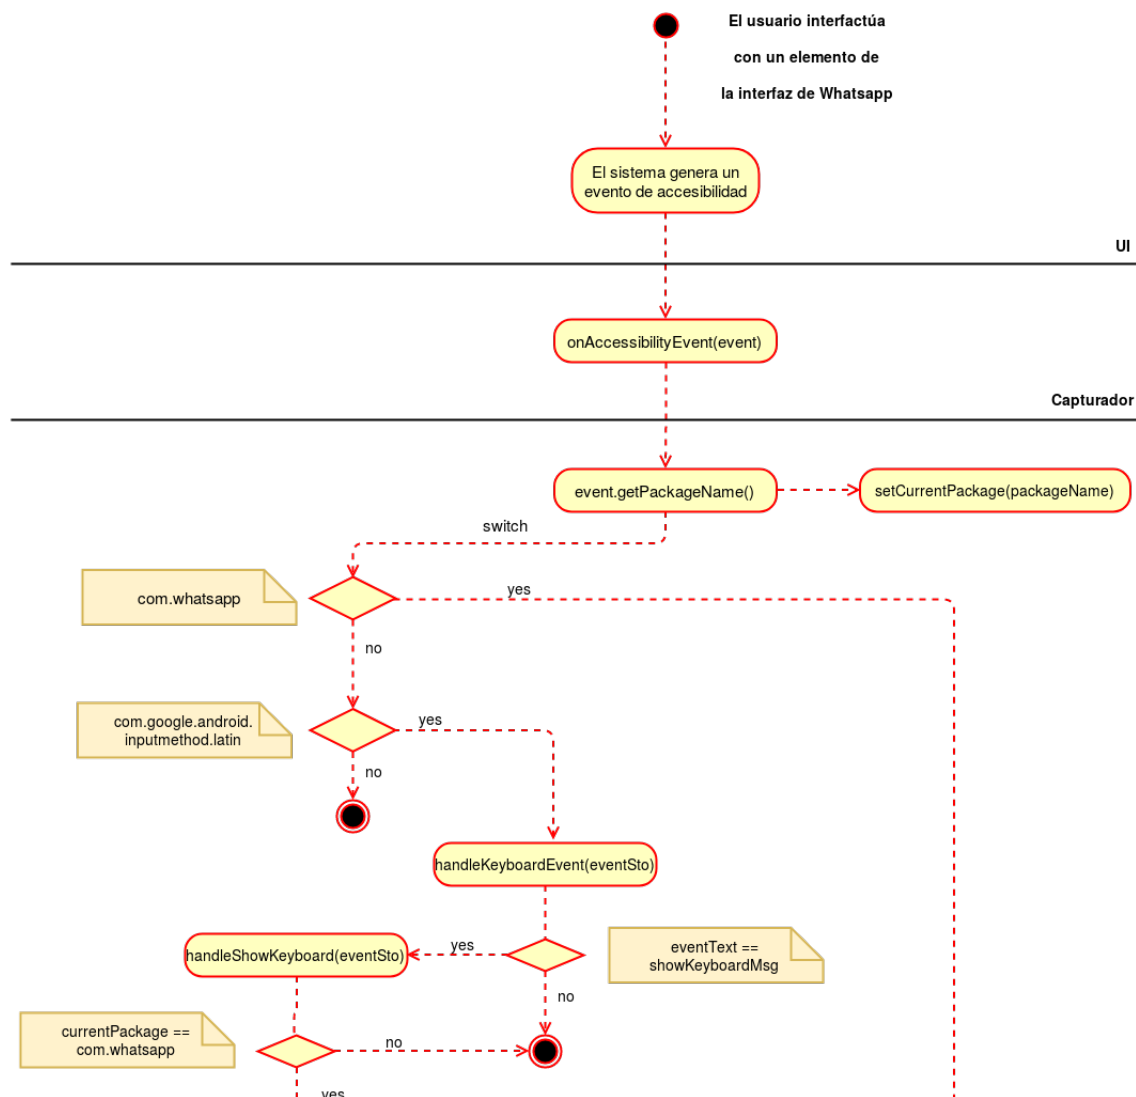 El usuario interfactúa
con un elemento de
la interfaz de Whatsapp
El sistema genera un
evento de accesibilidad
UI
onAccessibilityEvent(event)
Capturador
event.getPackageName()
setCurrentPackage(packageName)
switch
com.whatsapp
yes
no
com.google.android.
inputmethod.latin
yes
no
handleKeyboardEvent(eventSto)
handleShowKeyboard(eventSto)
yes
eventText ==
showKeyboardMsg
no
currentPackage ==
com.whatsapp
no
yes